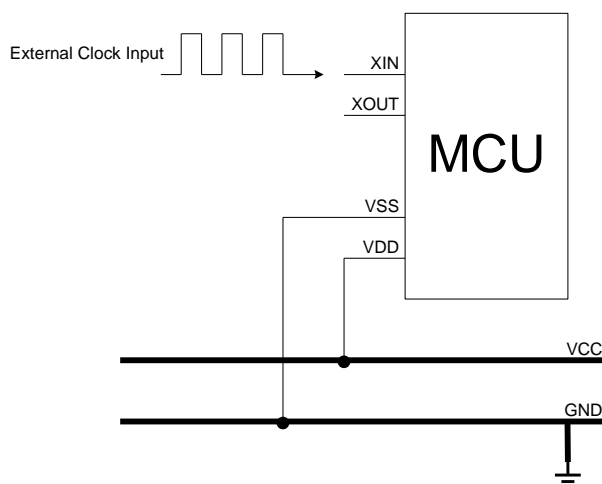 External Clock Input
XIN
XOUT
MCU
VSS
VDD
VCC
GND